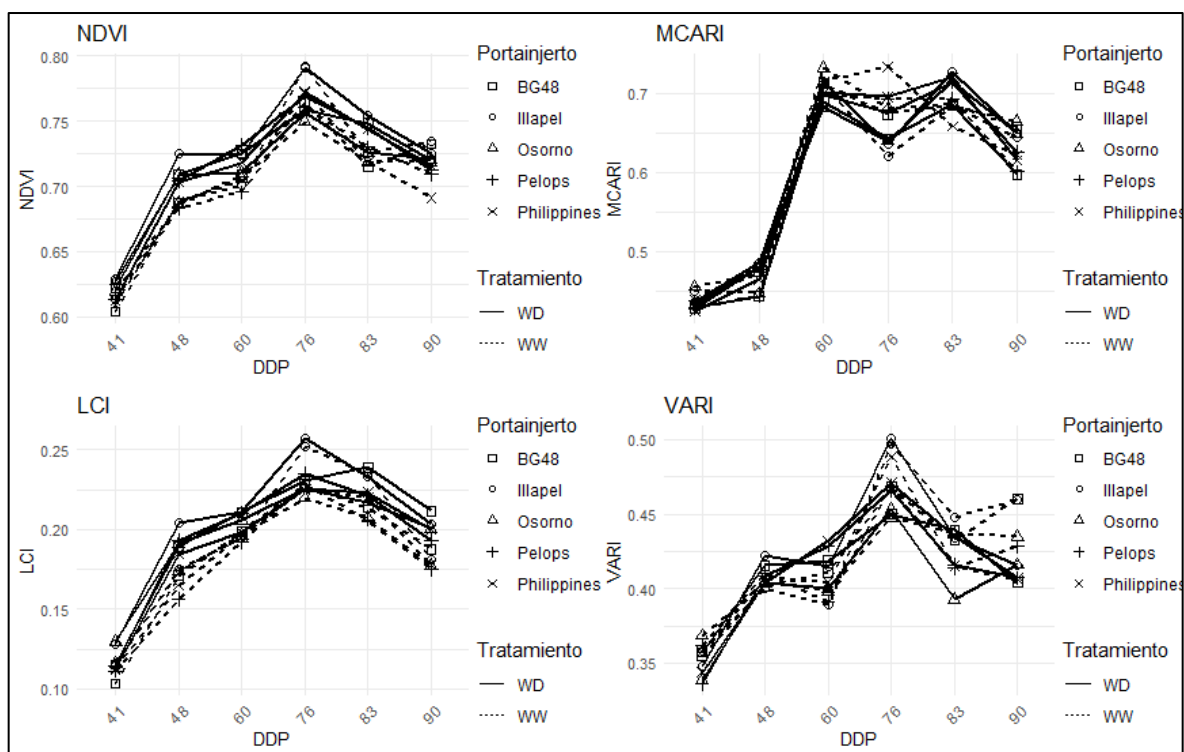 NDVI
NDVI
0.80
0.75
0.70
0.65
0.60
41
48
60
76
83
90
DDP
Portainjerto
BG48
Illapel
Osorno
Pelops
Philippines
Tratamiento
WD
WW
MCARI
MCARI
0.7
0.6
0.5
41
48
60
76
83
90
DDP
Portainjerto
BG48
Illapel
Osorno
Pelops
Philippines
Tratamiento
WD
WW
LCI
LCI
0.25
0.20
0.15
0.10
41
48
60
76
83
90
DDP
Portainjerto
BG48
Illapel
Osorno
Pelops
Philippines
Tratamiento
WD
WW
VARI
VARI
0.50
0.45
0.40
0.35
41
48
60
76
83
90
DDP
Portainjerto
BG48
Illapel
Osorno
Pelops
Philippines
Tratamiento
WD
WW